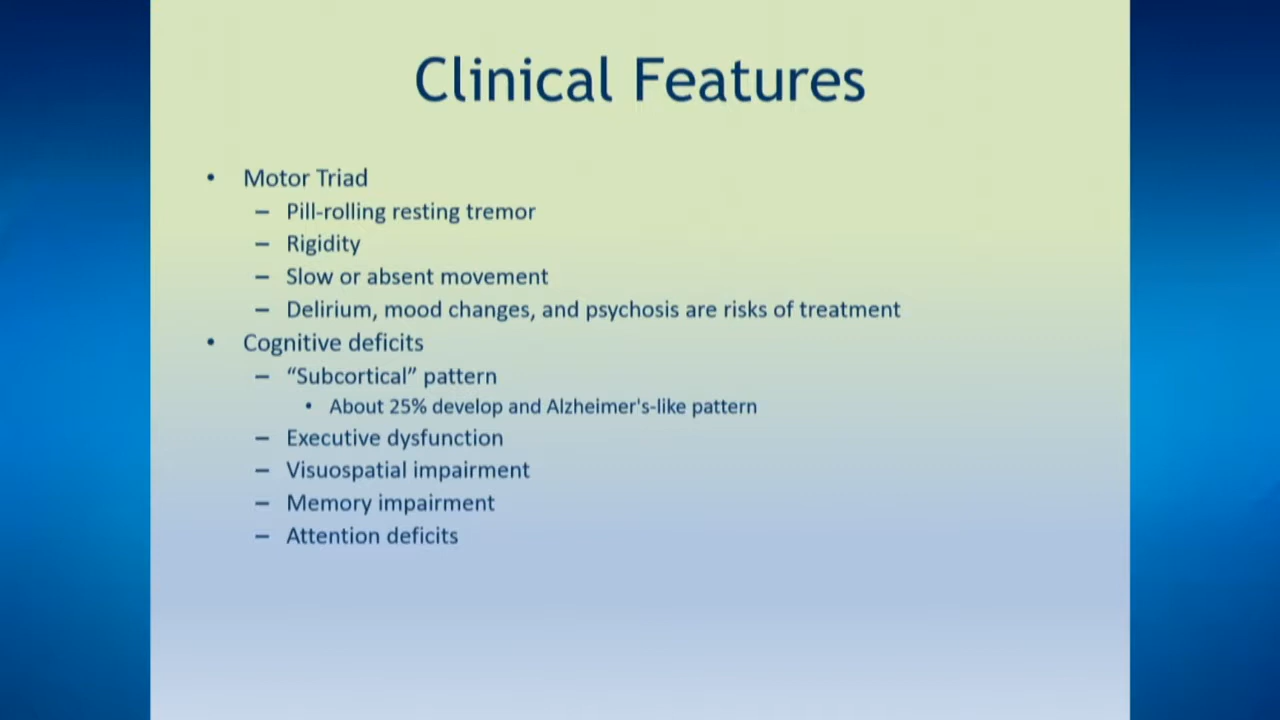 Clinical Features
• Motor Triad
– Pill-rolling resting tremor
– Rigidity
– Slow or absent movement
– Delirium, mood changes, and psychosis are risks of treatment
• Cognitive deficits
– “Subcortical” pattern
• About 25% develop and Alzheimer's-like pattern
– Executive dysfunction
– Visuospatial impairment
– Memory impairment
– Attention deficits